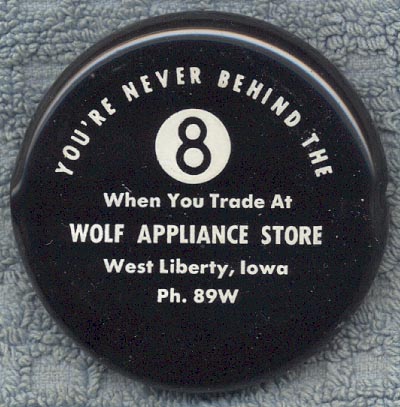 YOU'RE NEVER BEHIND THE
8
When You Trade At
WOLF APPLIANCE STORE
West Liberty, Iowa
Ph. 89W